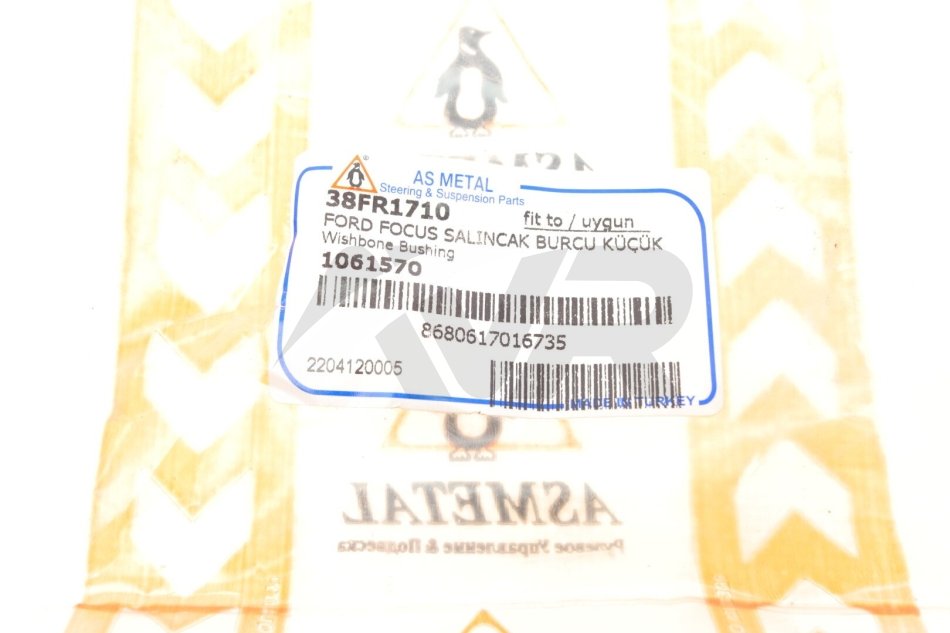 AS METAL
Steering & Suspension Parts
38FR1710
fit to / uygun
FORD FOCUS SALINCAK BURCU KÜÇÜK
Wishbone Bushing
1061570
8680617016735
2204120005
MADE IN TURKEY
AVR
ASMETAL
Рулевое Управление & Подвеска